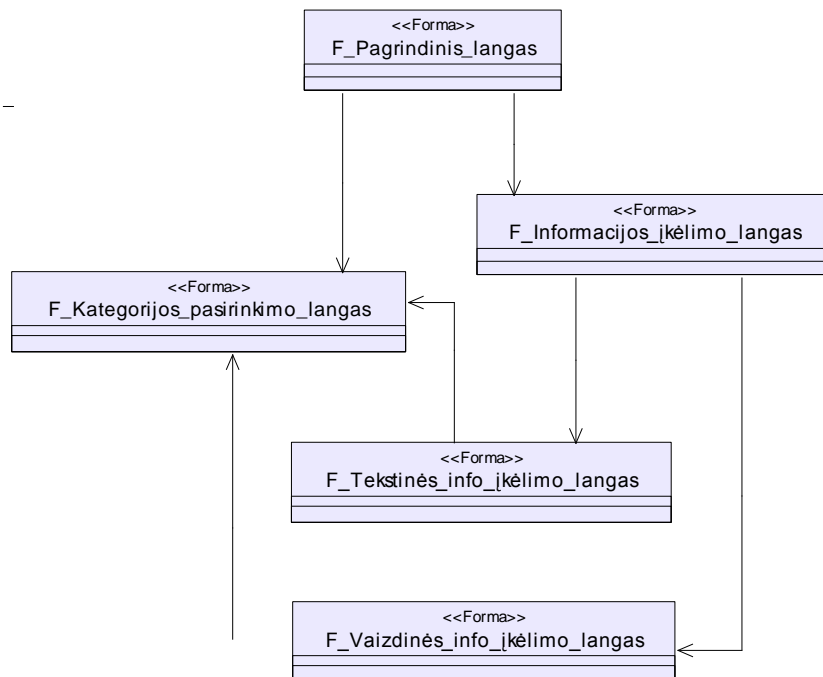 <<Forma>>
F_Pagrindinis_langas
<<Forma>>
F_Informacijos_įkėlimo_langas
<<Forma>>
F_Kategorijos_pasirinkimo_langas
<<Forma>>
F_Tekstinės_info_įkėlimo_langas
<<Forma>>
F_Vaizdinės_info_įkėlimo_langas